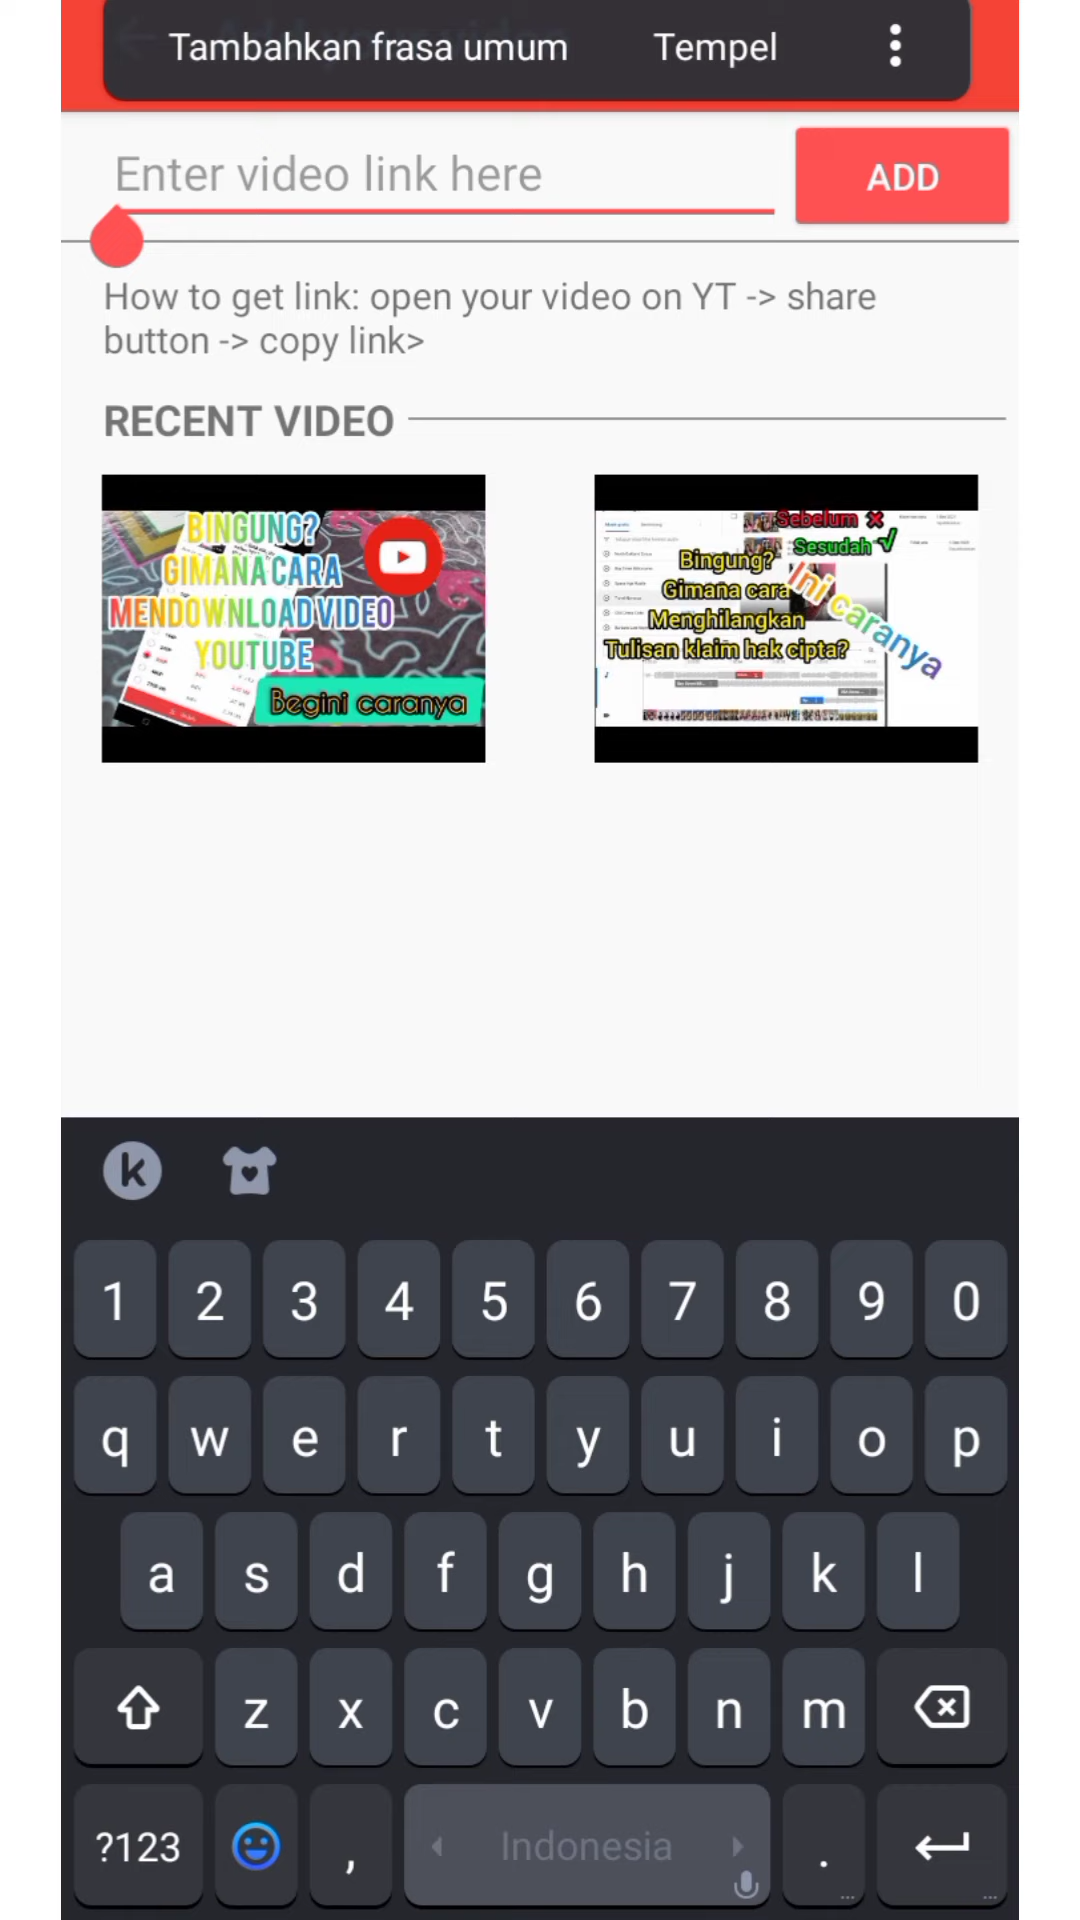 Tambahkan frasa umum
Tempel
Enter video link here
ADD
How to get link: open your video on YT -> share
button -> copy link>
RECENT VIDEO
BINGUNG?
GIMANA CARA
MENDOWNLOAD VIDEO
YOUTUBE
Begini caranya
Sebelum
Sesudah
Bingung?
Gimana cara
Menghilangkan
Tulisan klaim hak cipta?
Ini caranya
k
1 2 3 4 5 6 7 8 9 0
q w e r t y u i o p
a s d f g h j k l
z x c v b n m
?123 , Indonesia .